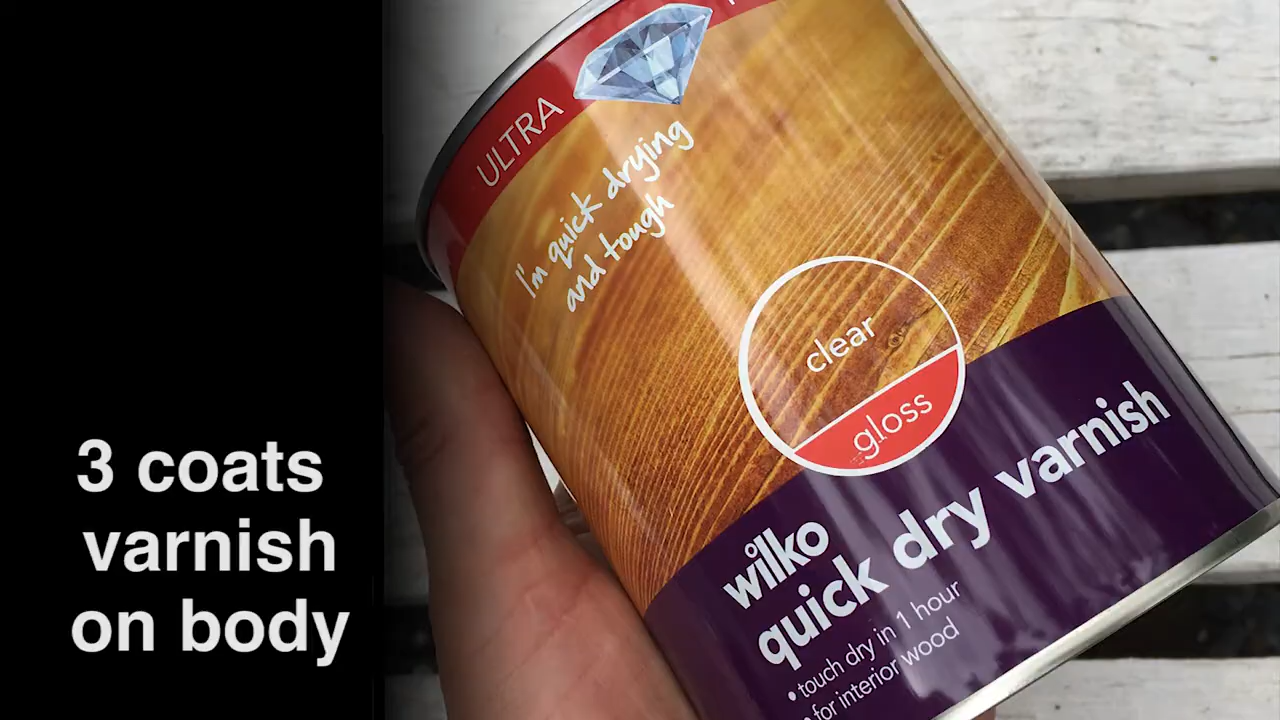 3 coats
varnish
on body
ULTRA
I'm quick drying
and tough
clear
gloss
wilko
quick dry varnish
• touch dry in 1 hour
• for interior wood